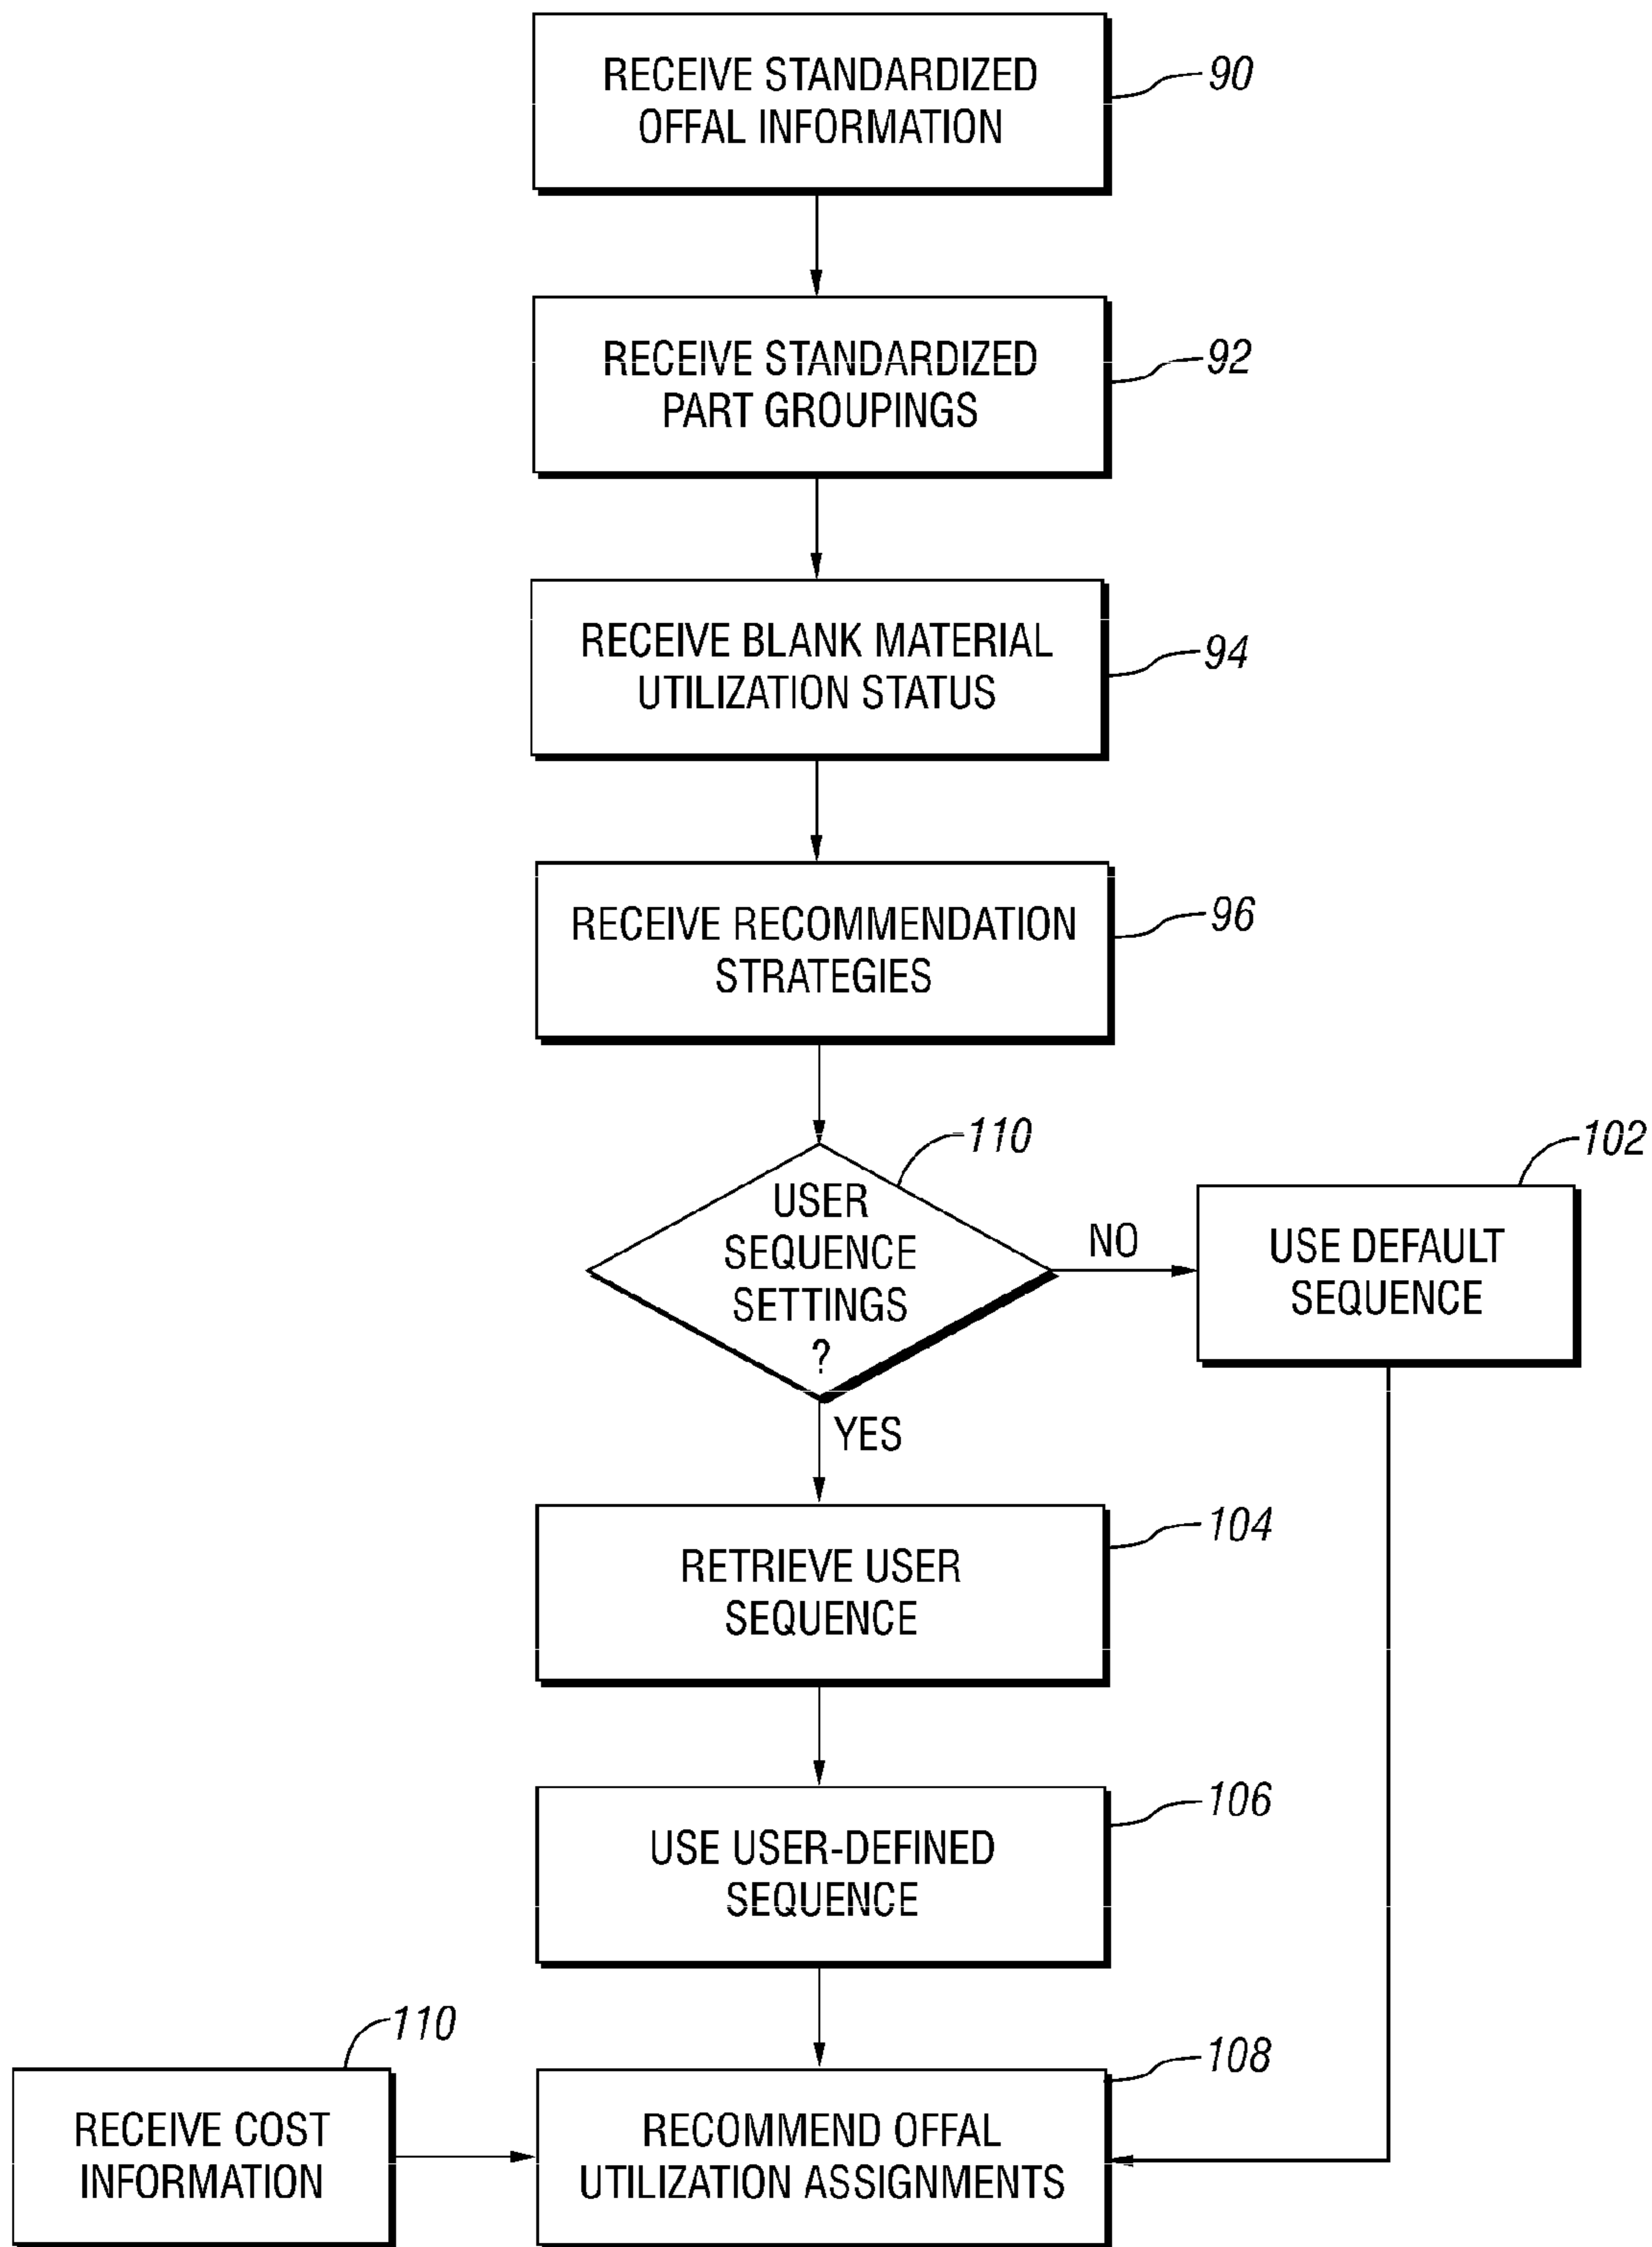 RECEIVE STANDARDIZED
OFFAL INFORMATION
90
RECEIVE STANDARDIZED
PART GROUPINGS
92
RECEIVE BLANK MATERIAL
UTILIZATION STATUS
94
RECEIVE RECOMMENDATION
STRATEGIES
96
USER
SEQUENCE
SETTINGS
?
110
NO
USE DEFAULT
SEQUENCE
102
YES
RETRIEVE USER
SEQUENCE
104
USE USER-DEFINED
SEQUENCE
106
RECEIVE COST
INFORMATION
110
RECOMMEND OFFAL
UTILIZATION ASSIGNMENTS
108